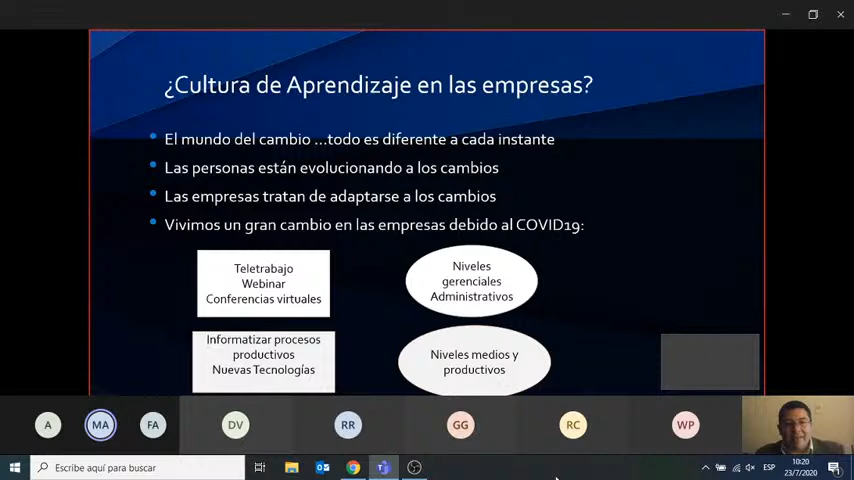 ¿Cultura de Aprendizaje en las empresas?
El mundo del cambio ...todo es diferente a cada instante
Las personas están evolucionando a los cambios
Las empresas tratan de adaptarse a los cambios
Vivimos un gran cambio en las empresas debido al COVID19:
Teletrabajo
Webinar
Conferencias virtuales
Niveles
gerenciales
Administrativos
Informatizar procesos
productivos
Nuevas Tecnologías
Niveles medios y
productivos
A
MA
FA
DV
RR
GG
RC
WP
Escribe aquí para buscar
ESP
10:20
23/7/2020